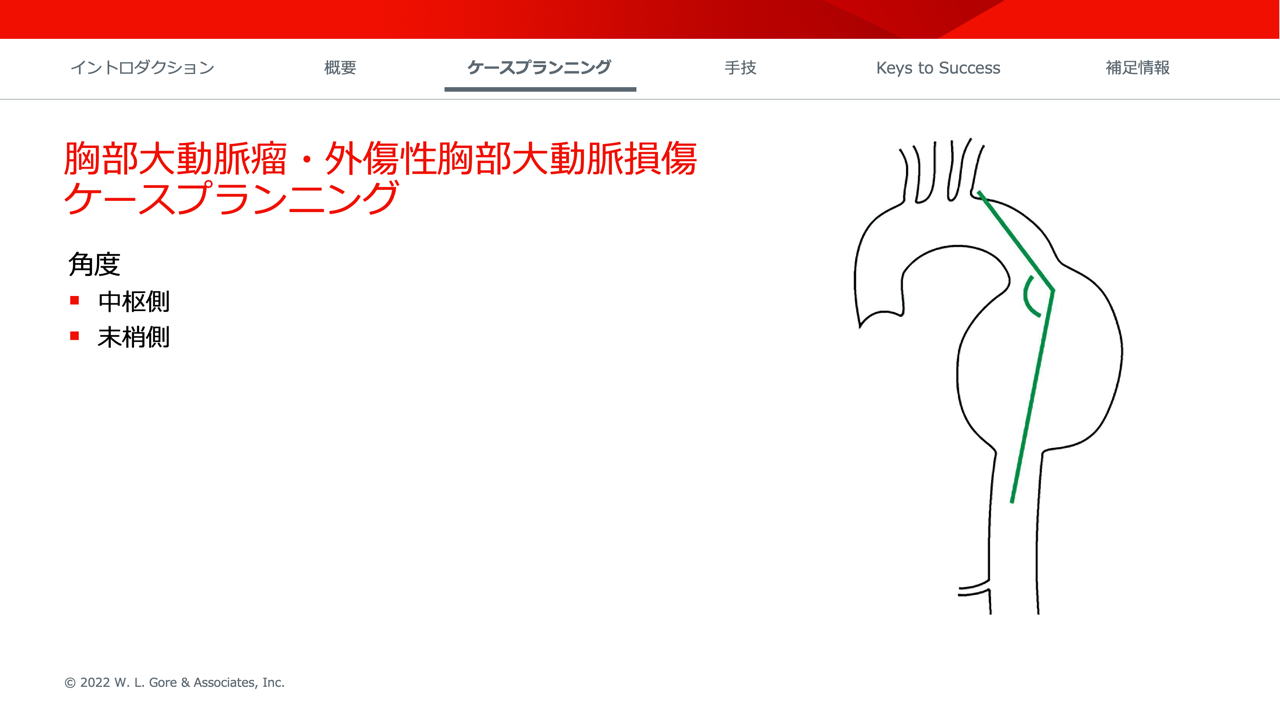 イントロダクション
概要
ケースプランニング
手技
Keys to Success
補足情報
胸部大動脈瘤・外傷性胸部大動脈損傷
ケースプランニング
角度
中枢側
末梢側
© 2022 W. L. Gore & Associates, Inc.